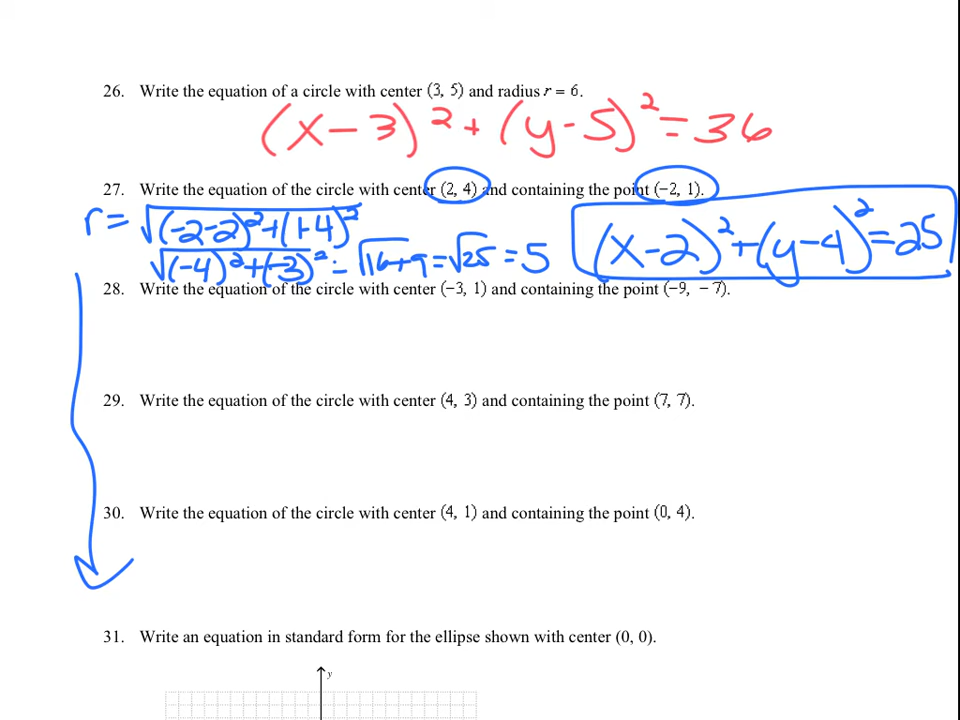 26. Write the equation of a circle with center (3, 5) and radius r = 6.
(x-3)²+(y-5)²=36
27. Write the equation of the circle with center (2, 4) and containing the point (−2, 1).
r= √(-2-2)²+(1-4)²
(x-2)²+(y-4)²=25
√(-4)²+(-3)² = √16+9 = √25 = 5
28. Write the equation of the circle with center (−3, 1) and containing the point (−9, − 7).
29. Write the equation of the circle with center (4, 3) and containing the point (7, 7).
30. Write the equation of the circle with center (4, 1) and containing the point (0, 4).
31. Write an equation in standard form for the ellipse shown with center (0, 0).
y